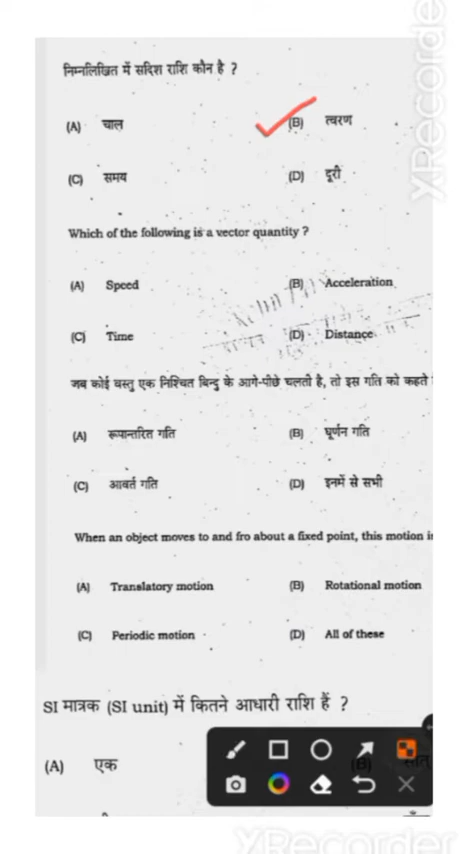 निम्नलिखित में सदिश राशि कौन है ?
(A) चाल (B) त्वरण
(C) समय (D) दूरी
Which of the following is a vector quantity ?
(A) Speed (B) Acceleration
(C) Time (D) Distance
जब कोई वस्तु एक निश्चित बिन्दु के आगे-पीछे चलती है, तो इस गति को कहते
(A) रूपान्तरित गति (B) घूर्णन गति
(C) आवर्त गति (D) इनमें से सभी
When an object moves to and fro about a fixed point, this motion
(A) Translatory motion (B) Rotational motion
(C) Periodic motion (D) All of these
SI मात्रक (SI unit) में कितने आधारी राशि हैं ?
(A) एक (B) सात
XRecorder